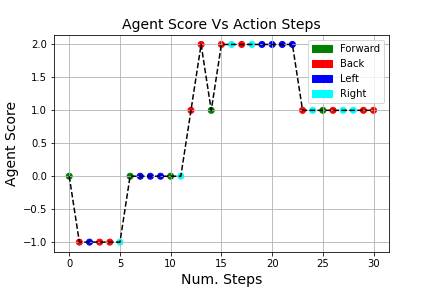 Agent Score Vs Action Steps
2.0
1.5
1.0
0.5
0.0
−0.5
−1.0
Agent Score
Forward
Back
Left
Right
0 5 10 15 20 25 30
Num. Steps